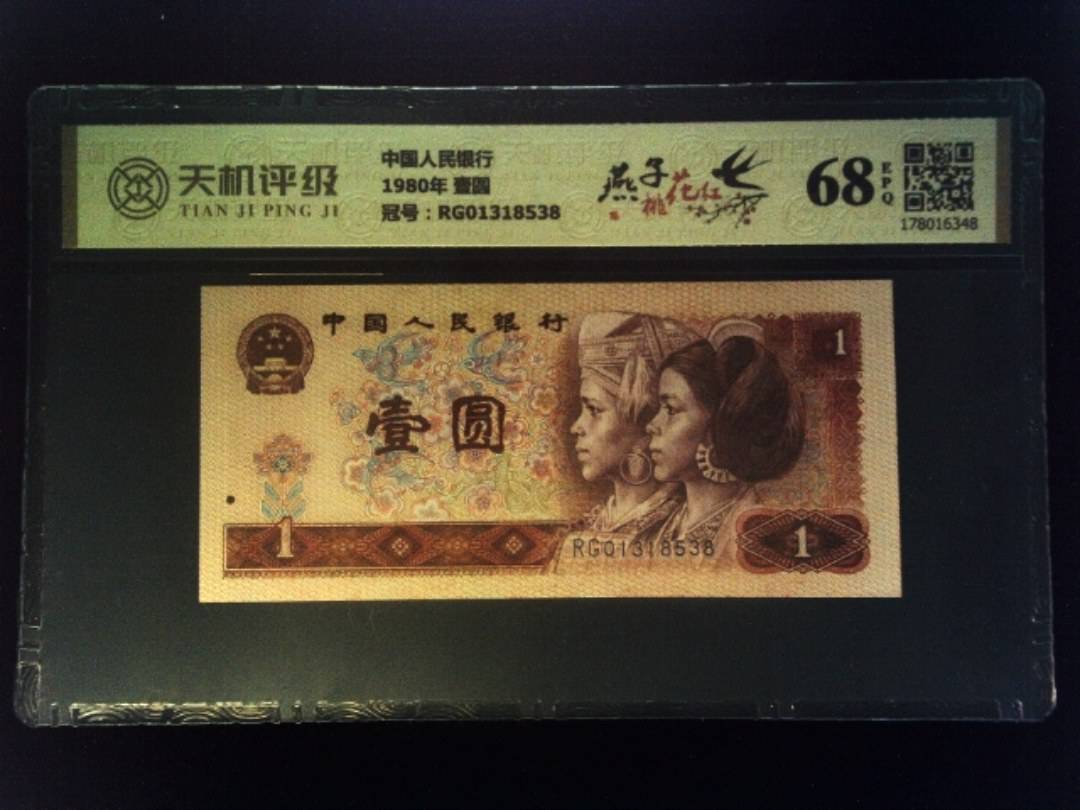 天机评级
TIAN JI PING JI
中国人民银行
1980年 壹圆
冠号：RG01318538
燕子
桃花红
68
EPQ
178016348
中国人民银行
壹圆
1
1
RG01318538
1